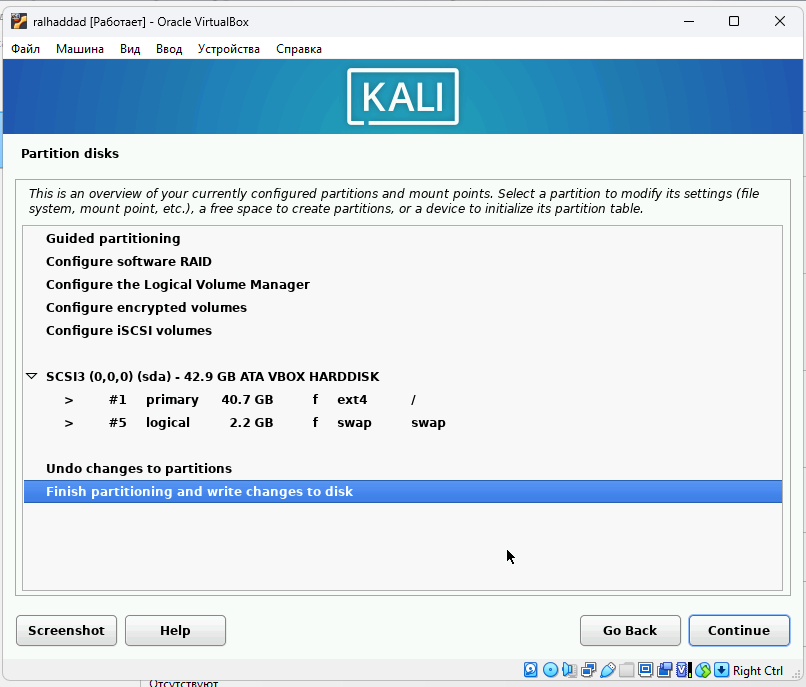 ralhaddad [Работает] - Oracle VirtualBox
Файл Машина Вид Ввод Устройства Справка
KALI
Partition disks
This is an overview of your currently configured partitions and mount points. Select a partition to modify its settings (file
system, mount point, etc.), a free space to create partitions, or a device to initialize its partition table.
Guided partitioning
Configure software RAID
Configure the Logical Volume Manager
Configure encrypted volumes
Configure iSCSI volumes
SCSI3 (0,0,0) (sda) - 42.9 GB ATA VBOX HARDDISK
> #1 primary 40.7 GB f ext4 /
> #5 logical 2.2 GB f swap swap
Undo changes to partitions
Finish partitioning and write changes to disk
Screenshot Help Go Back Continue
Right Ctrl
Отсутствуют